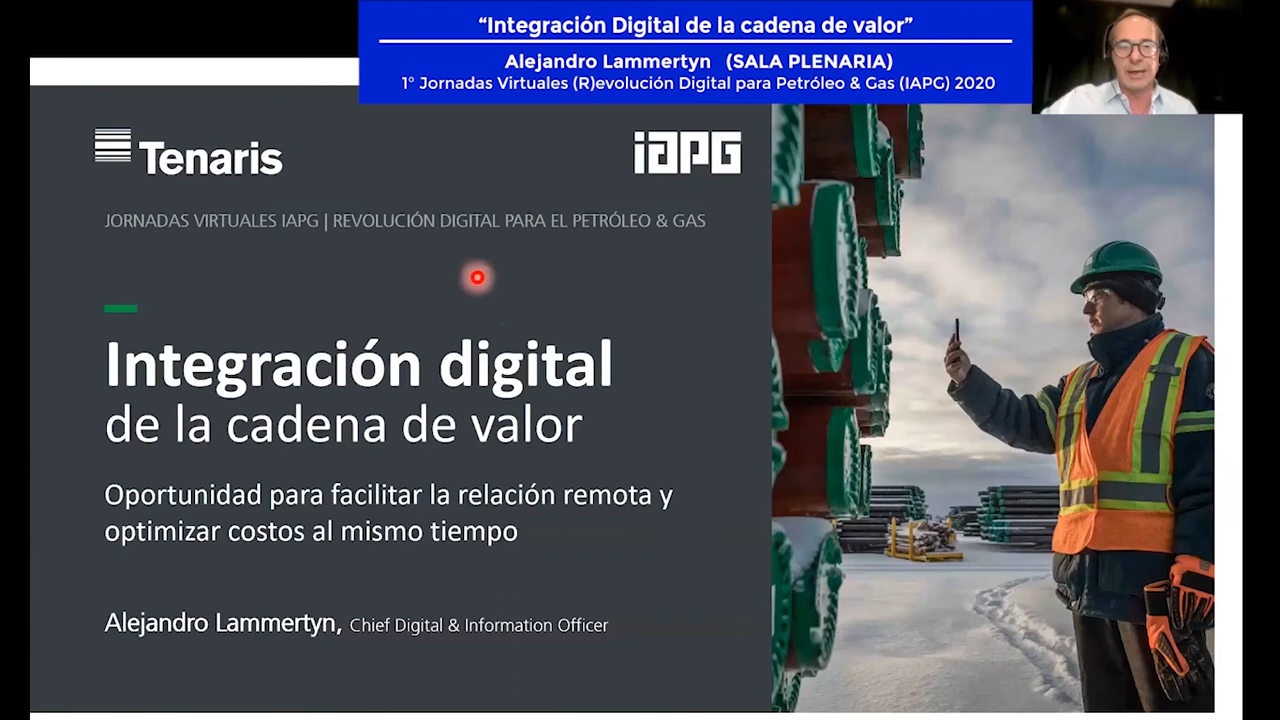 “Integración Digital de la cadena de valor”
Alejandro Lammertyn (SALA PLENARIA)
1° Jornadas Virtuales (R)evolución Digital para Petróleo & Gas (IAPG) 2020
Tenaris
iAPG
JORNADAS VIRTUALES IAPG | REVOLUCIÓN DIGITAL PARA EL PETRÓLEO & GAS
Integración digital
de la cadena de valor
Oportunidad para facilitar la relación remota y
optimizar costos al mismo tiempo
Alejandro Lammertyn, Chief Digital & Information Officer